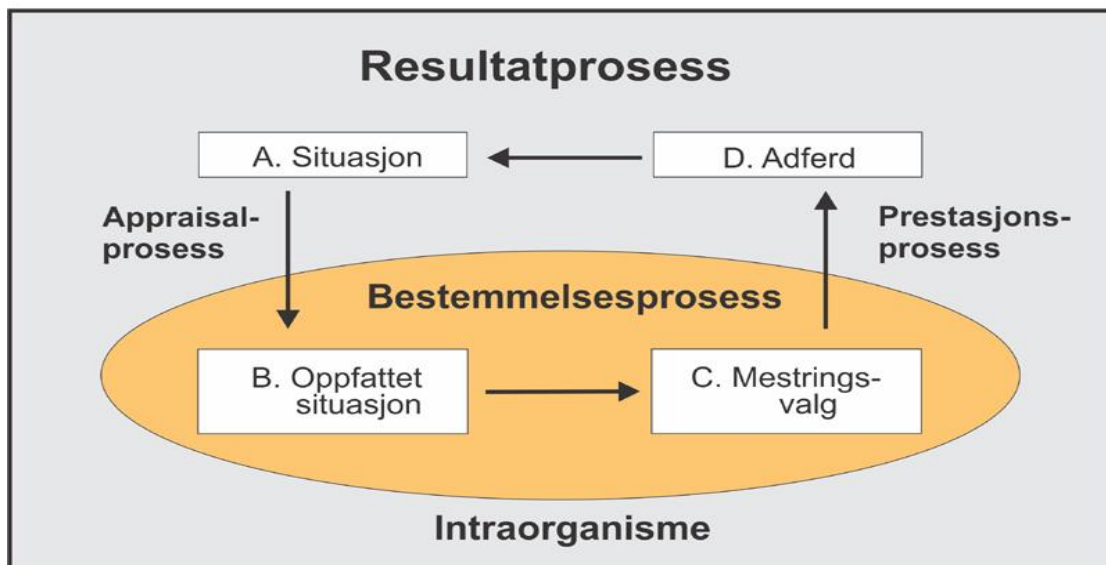 Resultatprosess
A. Situasjon
D. Adferd
Appraisal-
prosess
Prestasjons-
prosess
Bestemmelsesprosess
B. Oppfattet
situasjon
C. Mestrings-
valg
Intraorganisme